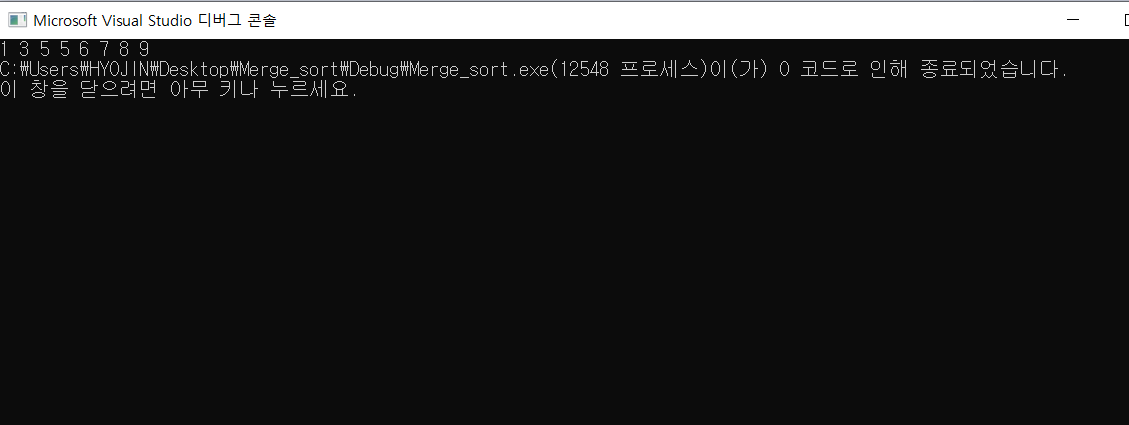 Microsoft Visual Studio 디버그 콘솔
1 3 5 5 6 7 8 9
C:\Users\HYOJIN\Desktop\Merge_sort\Debug\Merge_sort.exe(12548 프로세스)이(가) 0 코드로 인해 종료되었습니다.
이 창을 닫으려면 아무 키나 누르세요.